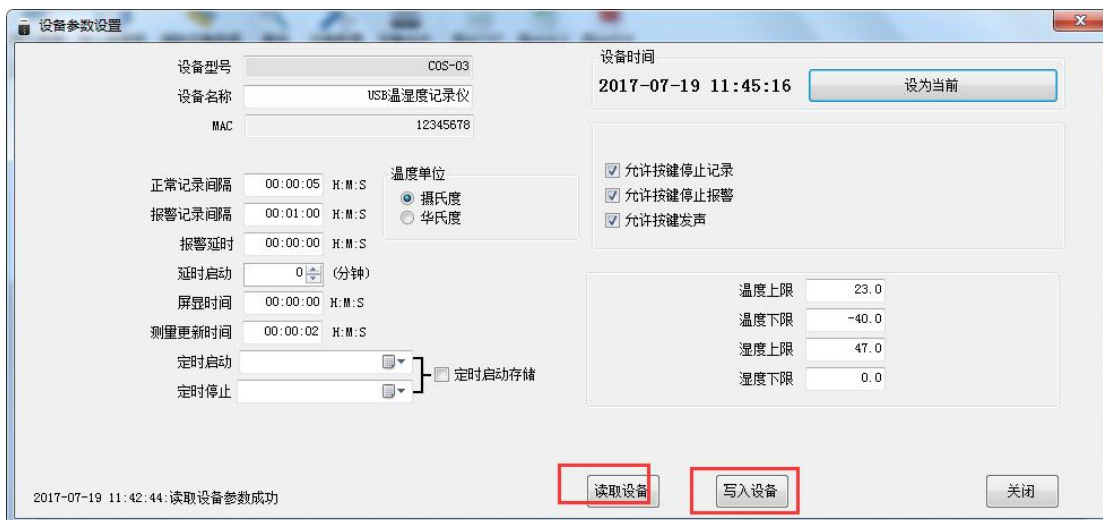 设备参数设置
设备型号 COS-03
设备名称 USB温湿度记录仪
MAC 12345678
设备时间
2017-07-19 11:45:16 设为当前
正常记录间隔 00:00:05 H:M:S
报警记录间隔 00:01:00 H:M:S
报警延时 00:00:00 H:M:S
延时启动 0 (分钟)
屏显时间 00:00:00 H:M:S
测量更新时间 00:00:02 H:M:S
定时启动
定时停止
定时启动存储
温度单位
摄氏度
华氏度
允许按键停止记录
允许按键停止报警
允许按键发声
温度上限 23.0
温度下限 -40.0
湿度上限 47.0
湿度下限 0.0
2017-07-19 11:42:44:读取设备参数成功
读取设备 写入设备 关闭